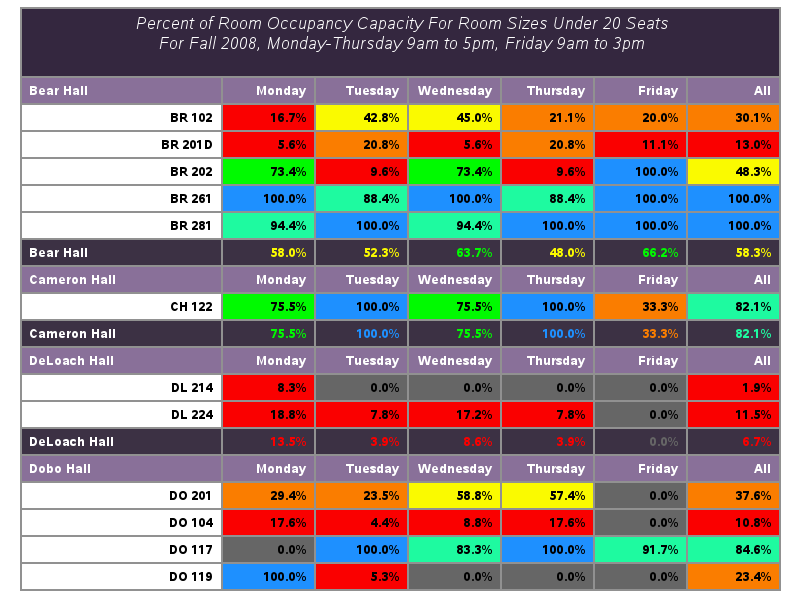 Percent of Room Occupancy Capacity For Room Sizes Under 20 Seats
For Fall 2008, Monday-Thursday 9am to 5pm, Friday 9am to 3pm
Bear Hall Monday Tuesday Wednesday Thursday Friday All
BR 102 16.7% 42.8% 45.0% 21.1% 20.0% 30.1%
BR 201D 5.6% 20.8% 5.6% 20.8% 11.1% 13.0%
BR 202 73.4% 9.6% 73.4% 9.6% 100.0% 48.3%
BR 261 100.0% 88.4% 100.0% 88.4% 100.0% 100.0%
BR 281 94.4% 100.0% 94.4% 100.0% 100.0% 100.0%
Bear Hall 58.0% 52.3% 63.7% 48.0% 66.2% 58.3%
Cameron Hall Monday Tuesday Wednesday Thursday Friday All
CH 122 75.5% 100.0% 75.5% 100.0% 33.3% 82.1%
Cameron Hall 75.5% 100.0% 75.5% 100.0% 33.3% 82.1%
DeLoach Hall Monday Tuesday Wednesday Thursday Friday All
DL 214 8.3% 0.0% 0.0% 0.0% 0.0% 1.9%
DL 224 18.8% 7.8% 17.2% 7.8% 0.0% 11.5%
DeLoach Hall 13.5% 3.9% 8.6% 3.9% 0.0% 6.7%
Dobo Hall Monday Tuesday Wednesday Thursday Friday All
DO 201 29.4% 23.5% 58.8% 57.4% 0.0% 37.6%
DO 104 17.6% 4.4% 8.8% 17.6% 0.0% 10.8%
DO 117 0.0% 100.0% 83.3% 100.0% 91.7% 84.6%
DO 119 100.0% 5.3% 0.0% 0.0% 0.0% 23.4%